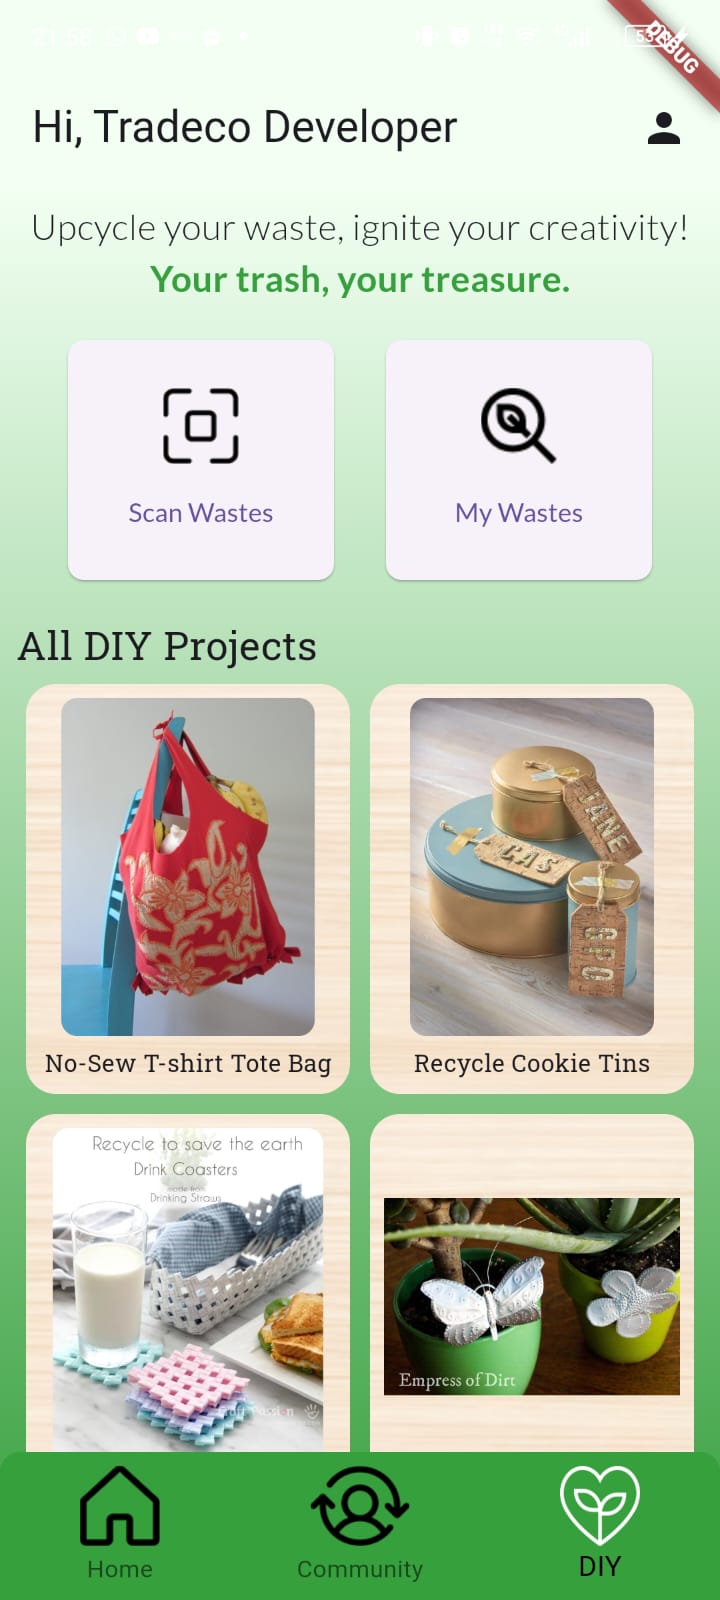 21:56
53
DEBUG
Hi, Tradeco Developer
Upcycle your waste, ignite your creativity!
Your trash, your treasure.
Scan Wastes
My Wastes
All DIY Projects
JANE
CAS
GPO
No-Sew T-shirt Tote Bag
Recycle Cookie Tins
Recycle to save the earth
Drink Coasters
made from
Drinking Straws
Craft Passion
Empress of Dirt
Home
Community
DIY